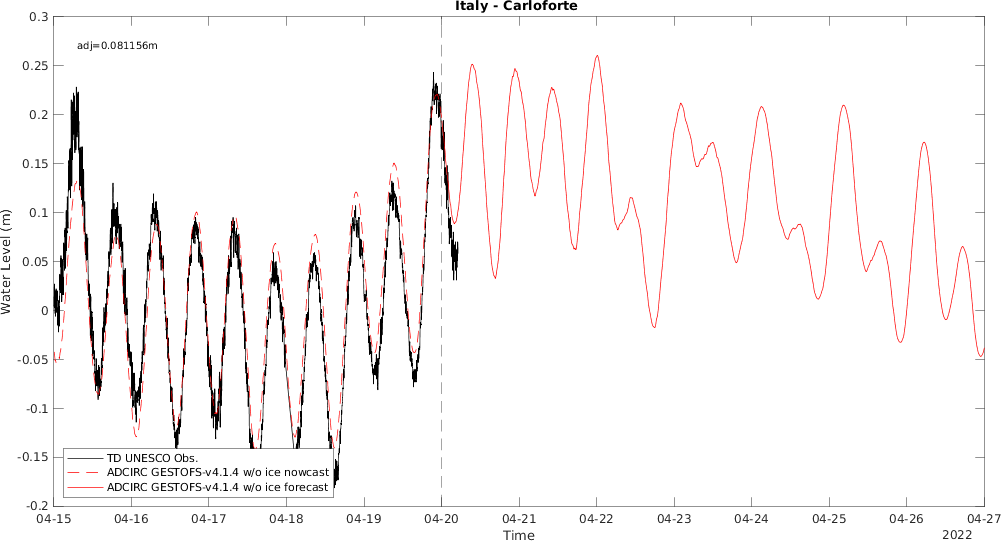 Italy - Carloforte
adj=0.081156m
0.3
0.25
0.2
0.15
0.1
0.05
0
-0.05
-0.1
-0.15
-0.2
Water Level (m)
TD UNESCO Obs.
ADCIRC GESTOFS-v4.1.4 w/o ice nowcast
ADCIRC GESTOFS-v4.1.4 w/o ice forecast
04-15 04-16 04-17 04-18 04-19 04-20 04-21 04-22 04-23 04-24 04-25 04-26 04-27
Time
2022